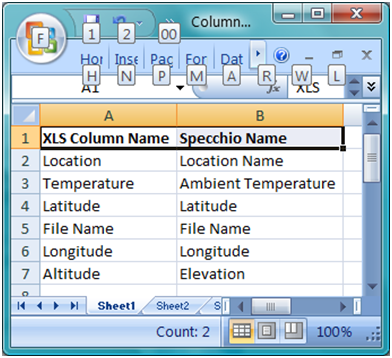 Column...
F 1 2 00
Hor Inse Pac For Dat
H N P M A R W L
A1 XLS
A B
1 XLS Column Name Specchio Name
2 Location Location Name
3 Temperature Ambient Temperature
4 Latitude Latitude
5 File Name File Name
6 Longitude Longitude
7 Altitude Elevation
Sheet1 Sheet2 S
Count: 2 100%